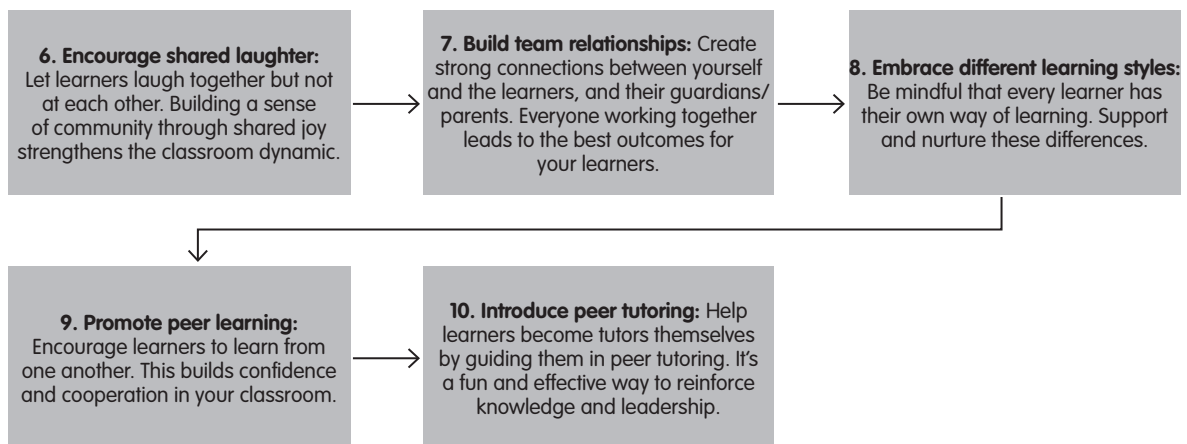 6. Encourage shared laughter:
Let learners laugh together but not
at each other. Building a sense
of community through shared joy
strengthens the classroom dynamic.
7. Build team relationships: Create
strong connections between yourself
and the learners, and their guardians/
parents. Everyone working together
leads to the best outcomes for
your learners.
8. Embrace different learning styles:
Be mindful that every learner has
their own way of learning. Support
and nurture these differences.
9. Promote peer learning:
Encourage learners to learn from
one another. This builds confidence
and cooperation in your classroom.
10. Introduce peer tutoring: Help
learners become tutors themselves
by guiding them in peer tutoring. It’s
a fun and effective way to reinforce
knowledge and leadership.